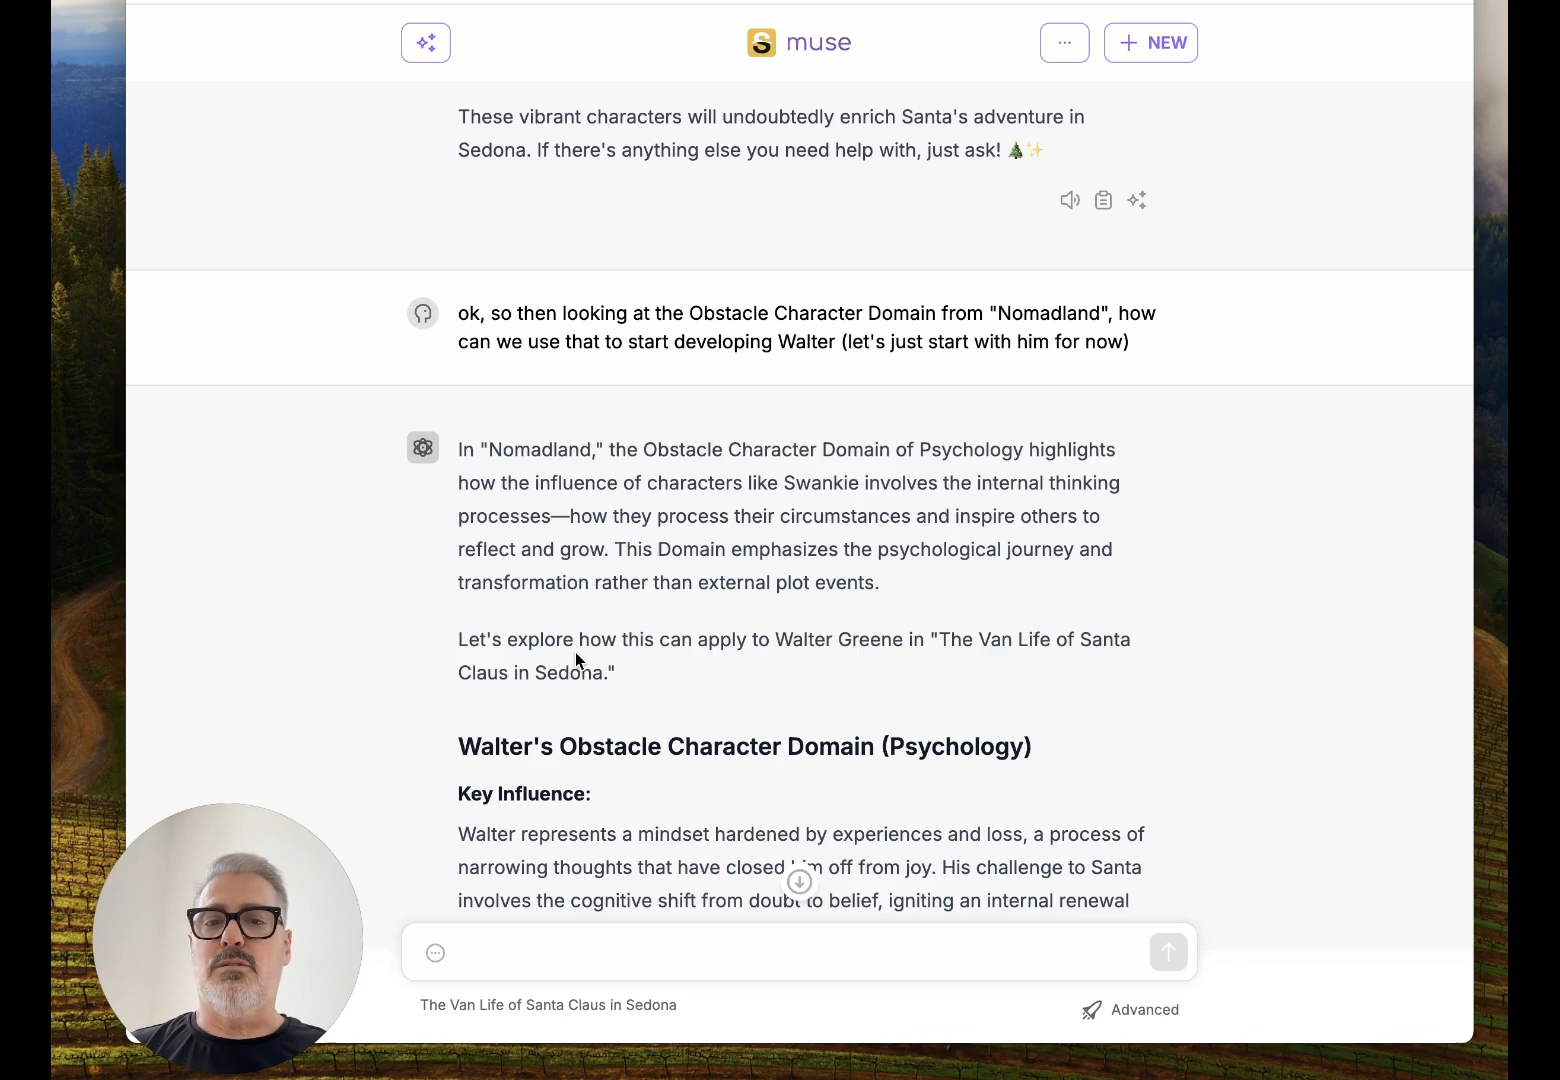 S muse
...
+ NEW
These vibrant characters will undoubtedly enrich Santa's adventure in
Sedona. If there's anything else you need help with, just ask! 🎄✨
ok, so then looking at the Obstacle Character Domain from "Nomadland", how
can we use that to start developing Walter (let's just start with him for now)
In "Nomadland," the Obstacle Character Domain of Psychology highlights
how the influence of characters like Swankie involves the internal thinking
processes—how they process their circumstances and inspire others to
reflect and grow. This Domain emphasizes the psychological journey and
transformation rather than external plot events.
Let's explore how this can apply to Walter Greene in "The Van Life of Santa
Claus in Sedona."
Walter's Obstacle Character Domain (Psychology)
Key Influence:
Walter represents a mindset hardened by experiences and loss, a process of
narrowing thoughts that have closed him off from joy. His challenge to Santa
involves the cognitive shift from doubt to belief, igniting an internal renewal
The Van Life of Santa Claus in Sedona
Advanced